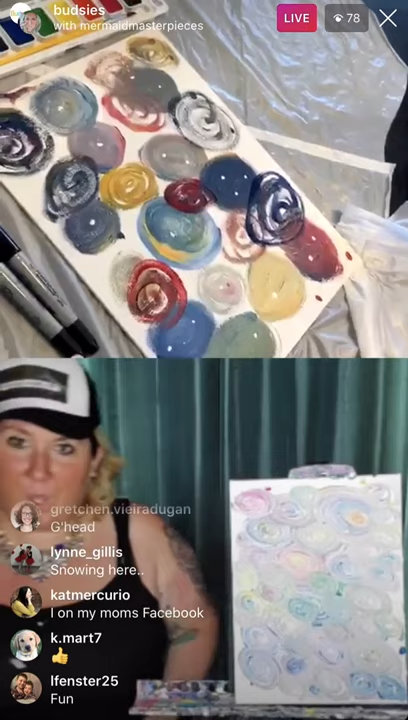 budsies
with mermaidmasterpieces
LIVE
78
gretchen.vieiradugan
G'head
lynne_gillis
Snowing here..
katmercurio
I on my moms Facebook
k.mart7
👍
lfenster25
Fun